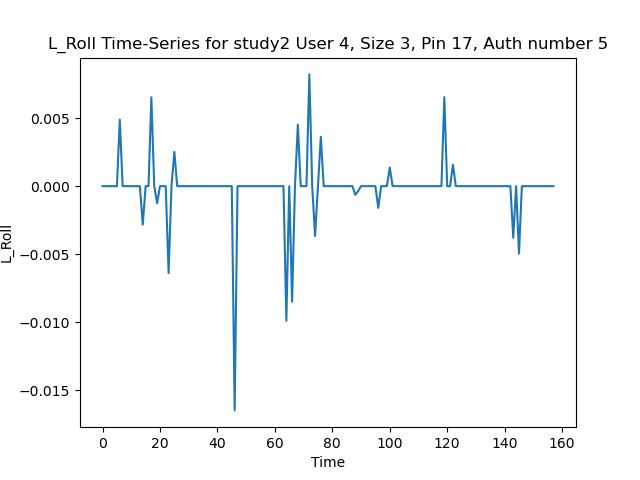 L_Roll Time-Series for study2 User 4, Size 3, Pin 17, Auth number 5
0.005
0.000
−0.005
−0.010
−0.015
L_Roll
0 20 40 60 80 100 120 140 160
Time